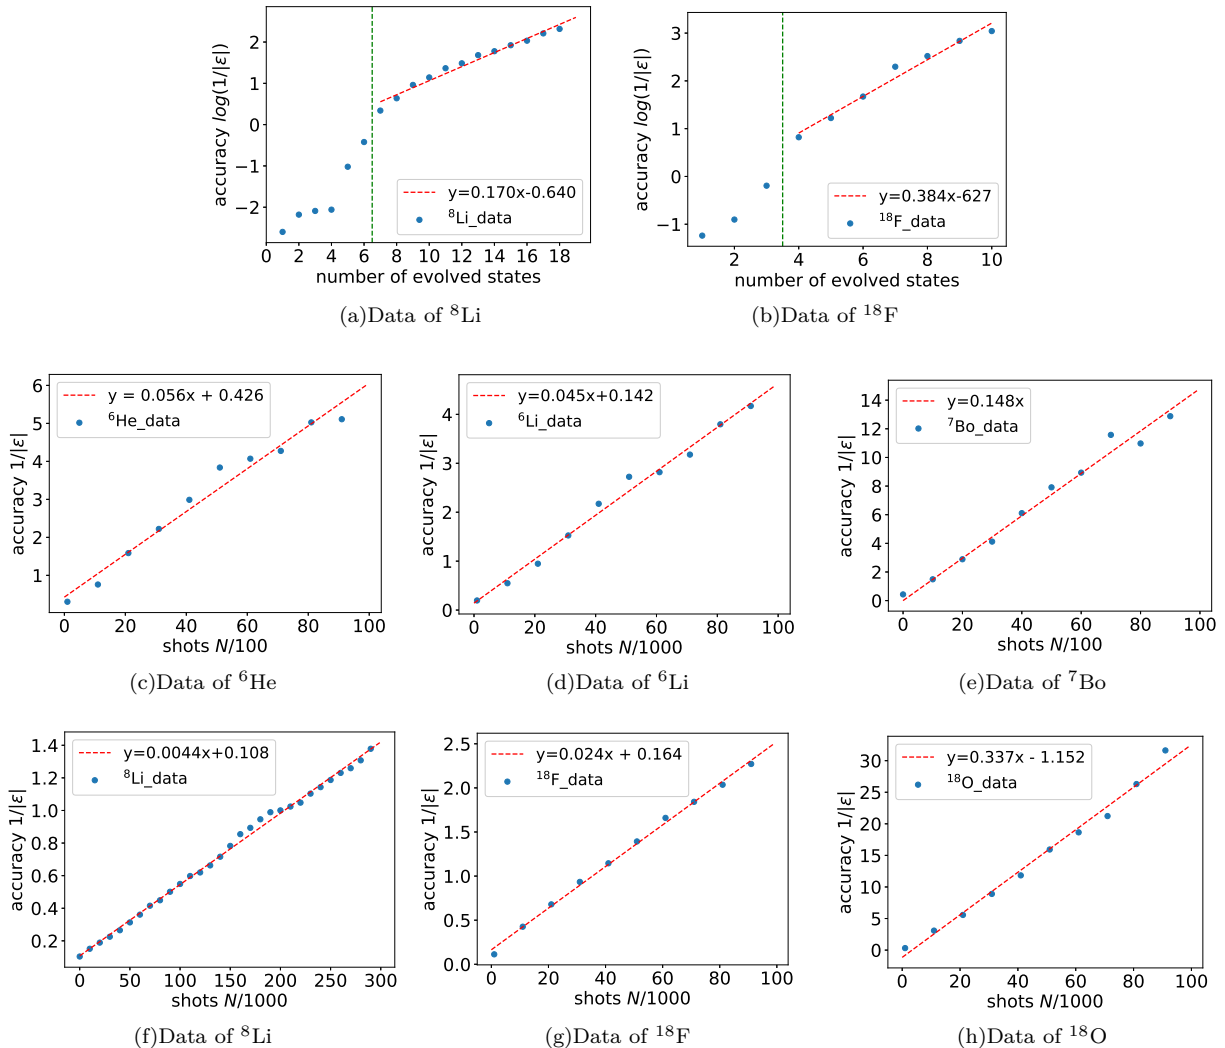 accuracy log(1/|ε|)
2
1
0
−1
−2
y=0.170x-0.640
⁸Li_data
0 2 4 6 8 10 12 14 16 18
number of evolved states
(a)Data of ⁸Li
accuracy log(1/|ε|)
3
2
1
0
−1
y=0.384x-627
¹⁸F_data
2 4 6 8 10
number of evolved states
(b)Data of ¹⁸F
accuracy 1/|ε|
6
5
4
3
2
1
y = 0.056x + 0.426
⁶He_data
0 20 40 60 80 100
shots N/100
(c)Data of ⁶He
accuracy 1/|ε|
4
3
2
1
0
y=0.045x+0.142
⁶Li_data
0 20 40 60 80 100
shots N/1000
(d)Data of ⁶Li
accuracy 1/|ε|
14
12
10
8
6
4
2
0
y=0.148x
⁷Bo_data
0 20 40 60 80 100
shots N/100
(e)Data of ⁷Bo
accuracy 1/|ε|
1.4
1.2
1.0
0.8
0.6
0.4
0.2
y=0.0044x+0.108
⁸Li_data
0 50 100 150 200 250 300
shots N/1000
(f)Data of ⁸Li
accuracy 1/|ε|
2.5
2.0
1.5
1.0
0.5
0.0
y=0.024x + 0.164
¹⁸F_data
0 20 40 60 80 100
shots N/1000
(g)Data of ¹⁸F
accuracy 1/|ε|
30
25
20
15
10
5
0
y=0.337x - 1.152
¹⁸O_data
0 20 40 60 80 100
shots N/1000
(h)Data of ¹⁸O